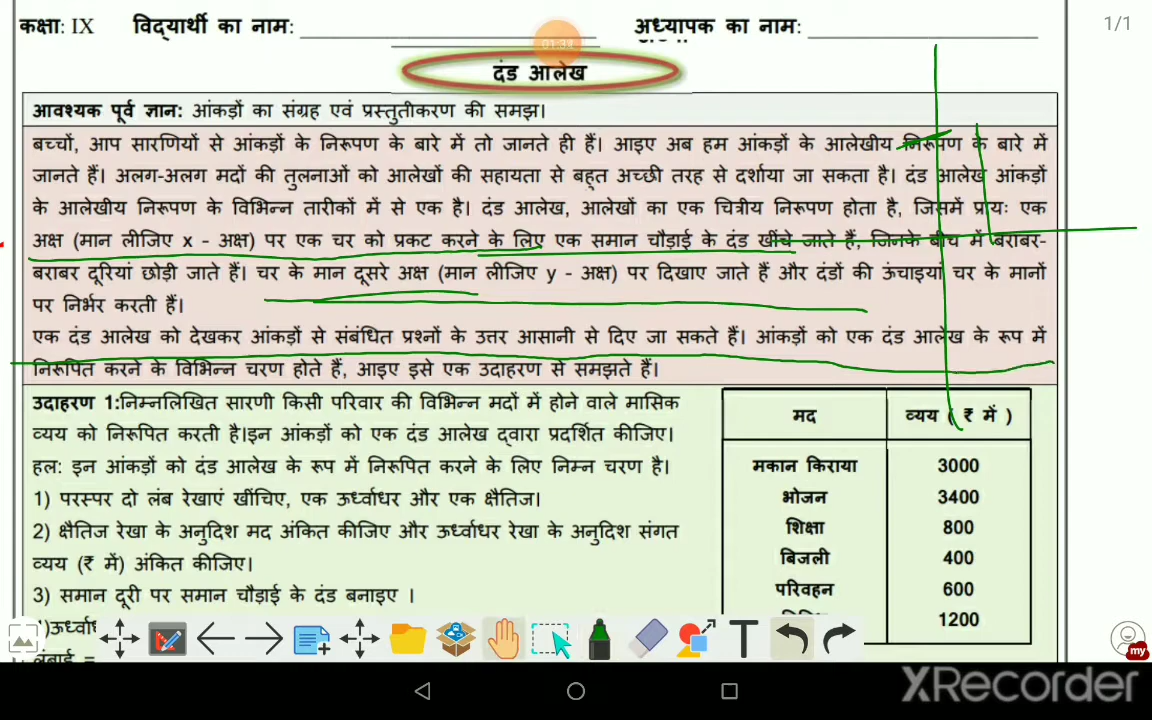 कक्षा: IX विद्यार्थी का नाम: अध्यापक का नाम:
1/1
दंड आलेख
आवश्यक पूर्व ज्ञान: आंकड़ों का संग्रह एवं प्रस्तुतीकरण की समझ।
बच्चों, आप सारणियों से आंकड़ों के निरूपण के बारे में तो जानते ही हैं। आइए अब हम आंकड़ों के आलेखीय निरूपण के बारे में
जानते हैं। अलग-अलग मदों की तुलनाओं को आलेखों की सहायता से बहुत अच्छी तरह से दर्शाया जा सकता है। दंड आलेख आंकड़ों
के आलेखीय निरूपण के विभिन्न तारीकों में से एक है। दंड आलेख, आलेखों का एक चित्रीय निरूपण होता है, जिसमें प्रायः एक
अक्ष (मान लीजिए x - अक्ष) पर एक चर को प्रकट करने के लिए एक समान चौड़ाई के दंड खींचे जाते हैं, जिनके बीच में बराबर-
बराबर दूरियां छोड़ी जाते हैं। चर के मान दूसरे अक्ष (मान लीजिए y - अक्ष) पर दिखाए जाते हैं और दंडों की ऊंचाइयां चर के मानों
पर निर्भर करती हैं।
एक दंड आलेख को देखकर आंकड़ों से संबंधित प्रश्नों के उत्तर आसानी से दिए जा सकते हैं। आंकड़ों को एक दंड आलेख के रूप में
निरूपित करने के विभिन्न चरण होते हैं, आइए इसे एक उदाहरण से समझते हैं।
उदाहरण 1:निम्नलिखित सारणी किसी परिवार की विभिन्न मदों में होने वाले मासिक
व्यय को निरूपित करती है।इन आंकड़ों को एक दंड आलेख द्वारा प्रदर्शित कीजिए।
हल: इन आंकड़ों को दंड आलेख के रूप में निरूपित करने के लिए निम्न चरण है।
1) परस्पर दो लंब रेखाएं खींचिए, एक ऊर्ध्वाधर और एक क्षैतिज।
2) क्षैतिज रेखा के अनुदिश मद अंकित कीजिए और ऊर्ध्वाधर रेखा के अनुदिश संगत
व्यय (₹ में) अंकित कीजिए।
3) समान दूरी पर समान चौड़ाई के दंड बनाइए ।
मद व्यय ( ₹ में )
मकान किराया 3000
भोजन 3400
शिक्षा 800
बिजली 400
परिवहन 600
1200
T
my
XRecorder